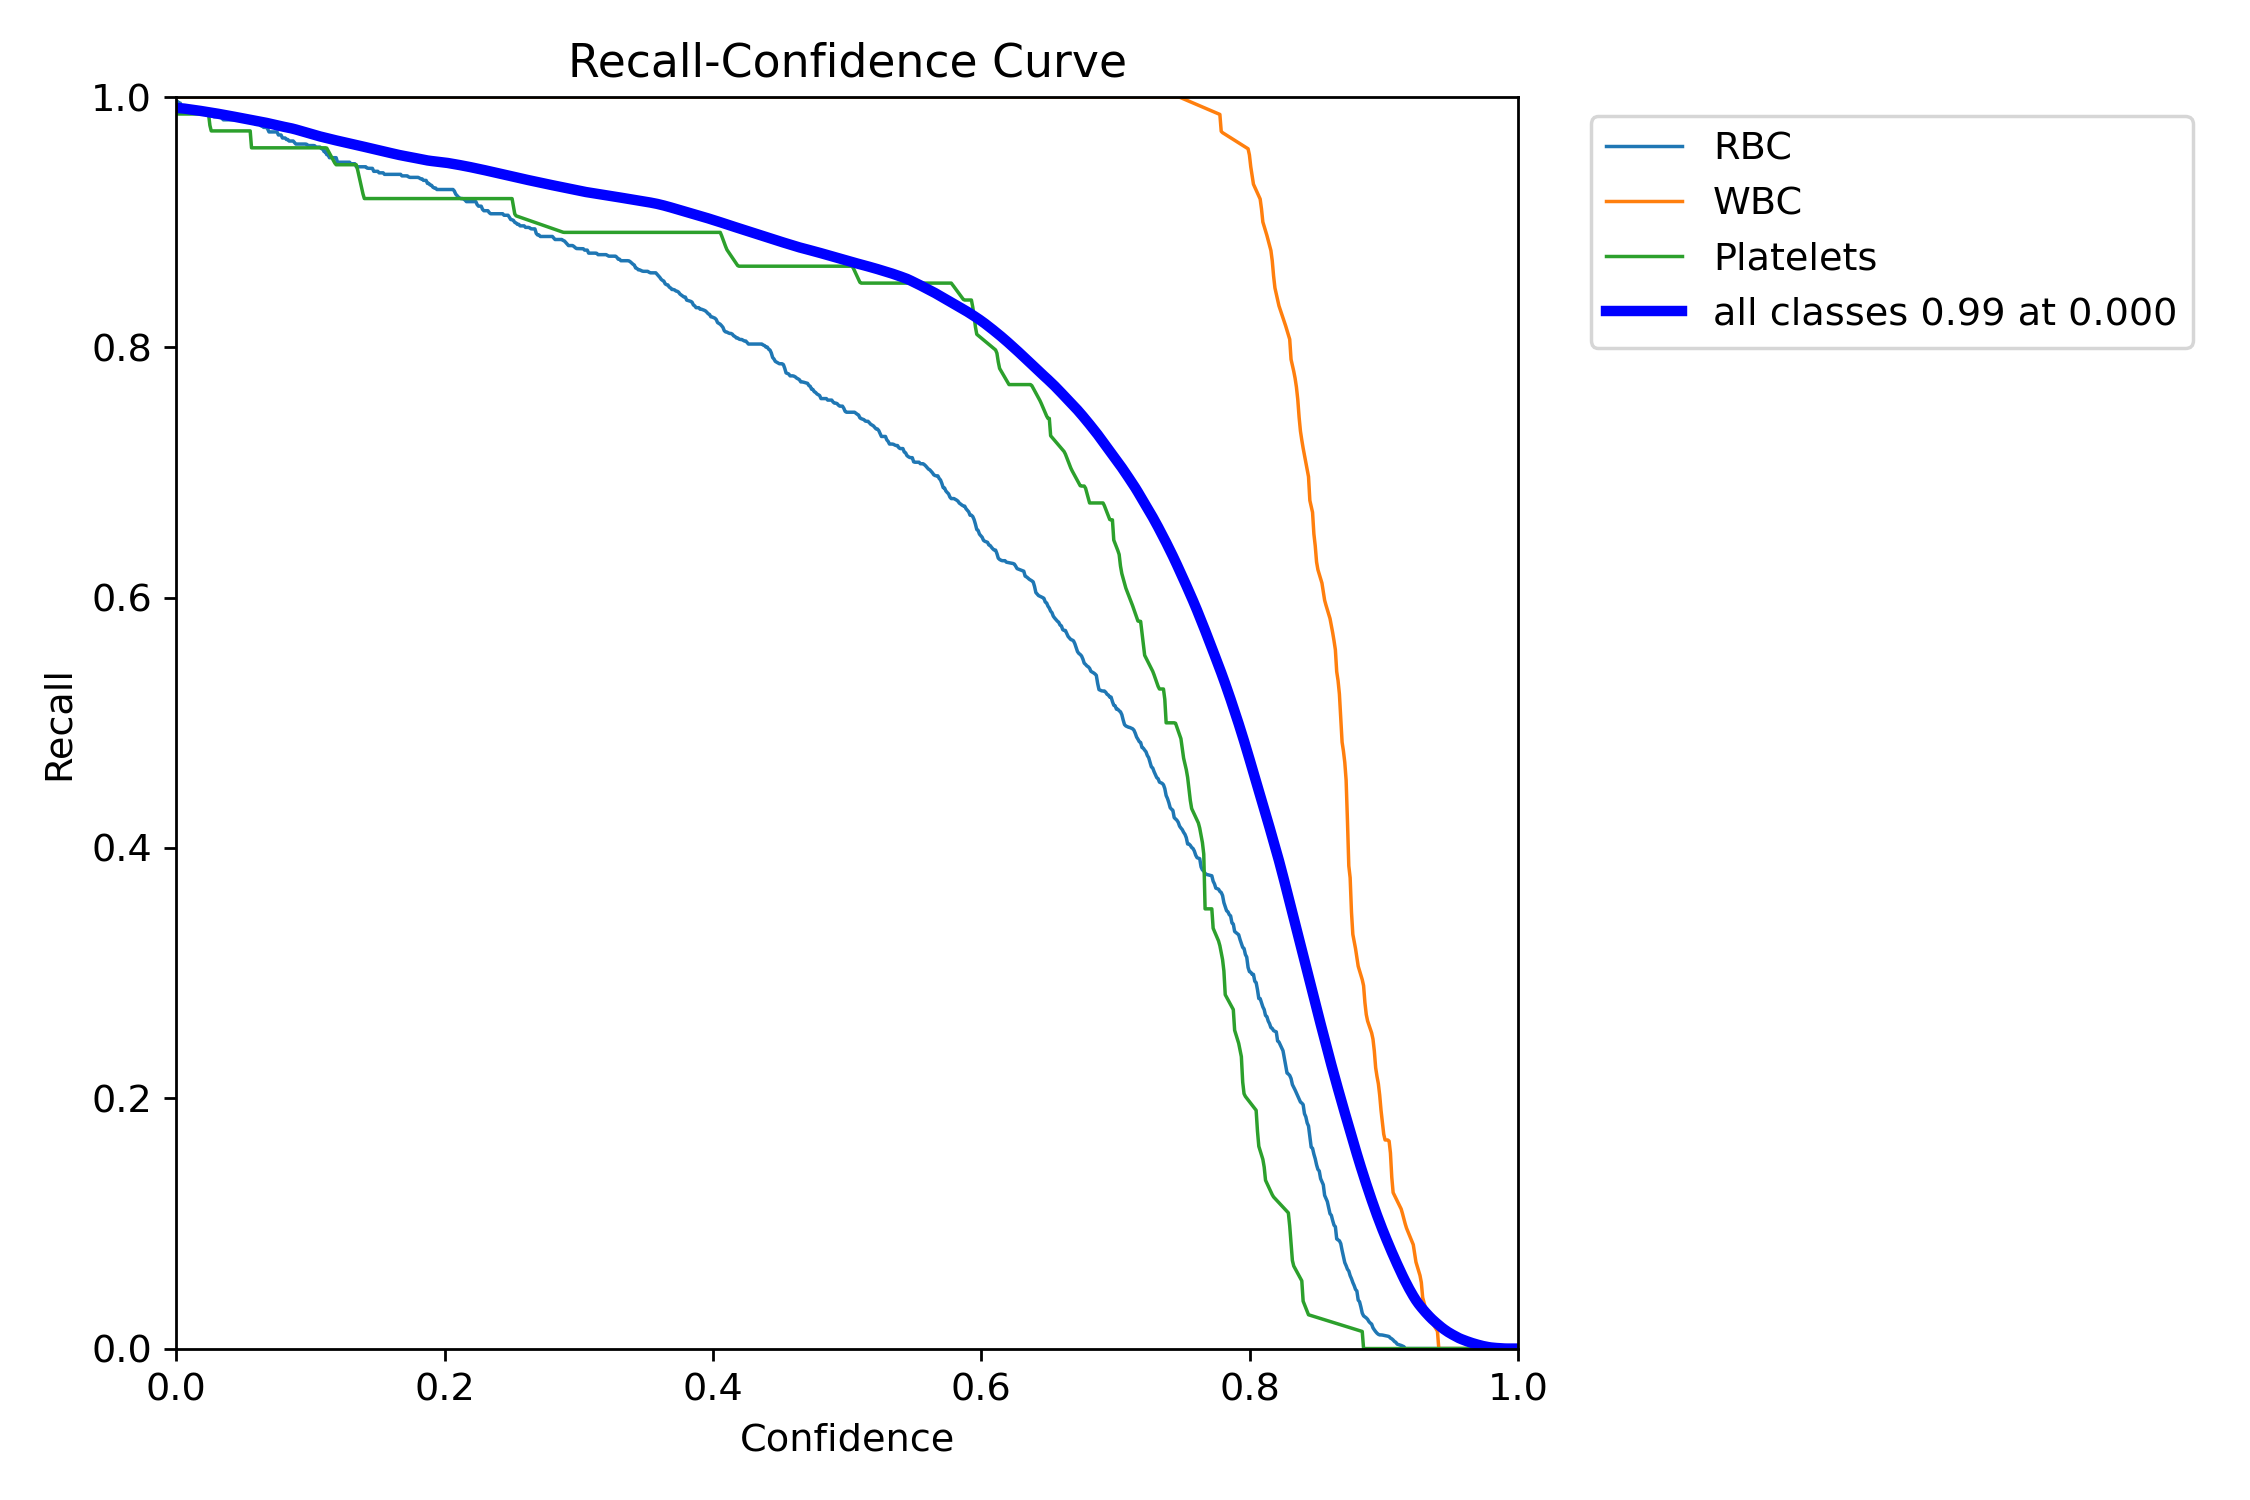 Recall-Confidence Curve
1.0
0.8
0.6
0.4
0.2
0.0
Recall
0.0 0.2 0.4 0.6 0.8 1.0
Confidence
RBC
WBC
Platelets
all classes 0.99 at 0.000